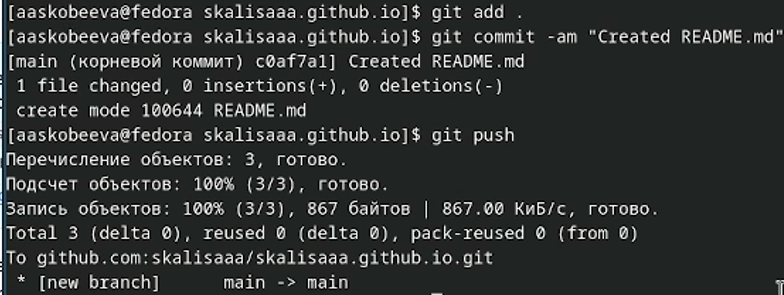 [aaskobeeva@fedora skalisaaa.github.io]$ git add .
[aaskobeeva@fedora skalisaaa.github.io]$ git commit -am "Created README.md"
[main (корневой коммит) c0af7a1] Created README.md
 1 file changed, 0 insertions(+), 0 deletions(-)
 create mode 100644 README.md
[aaskobeeva@fedora skalisaaa.github.io]$ git push
Перечисление объектов: 3, готово.
Подсчет объектов: 100% (3/3), готово.
Запись объектов: 100% (3/3), 867 байтов | 867.00 КиБ/с, готово.
Total 3 (delta 0), reused 0 (delta 0), pack-reused 0 (from 0)
To github.com:skalisaaa/skalisaaa.github.io.git
 * [new branch]      main -> main